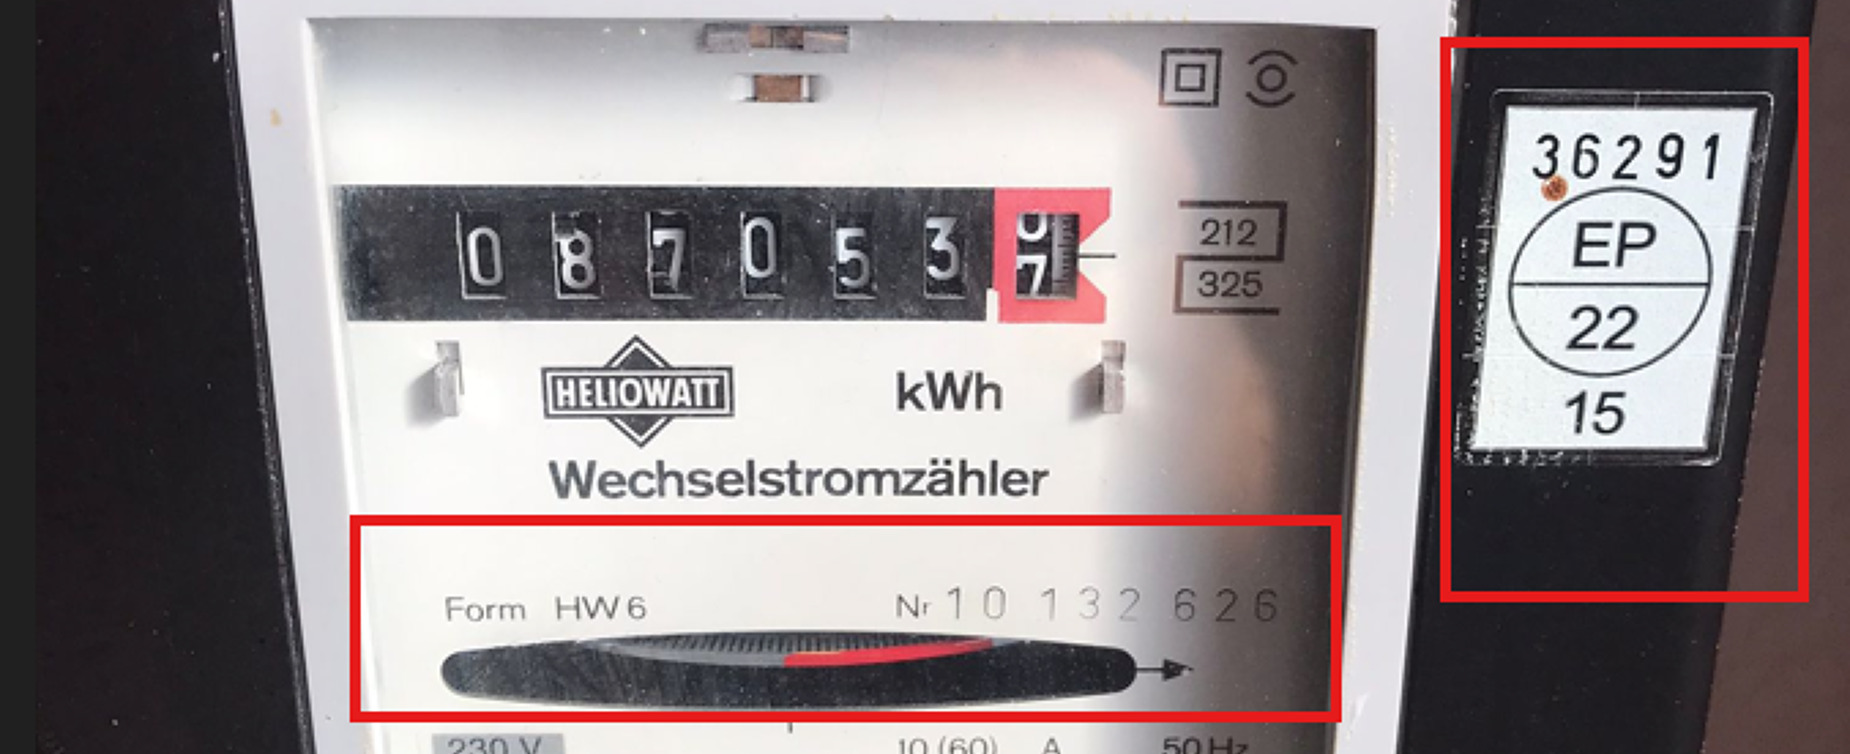 0 8 7 0 5 3 7
212
325
HELIOWATT
kWh
Wechselstromzähler
Form HW 6
Nr 10 132 626
230 V
10 (60) A
50 Hz
36291
EP
22
15